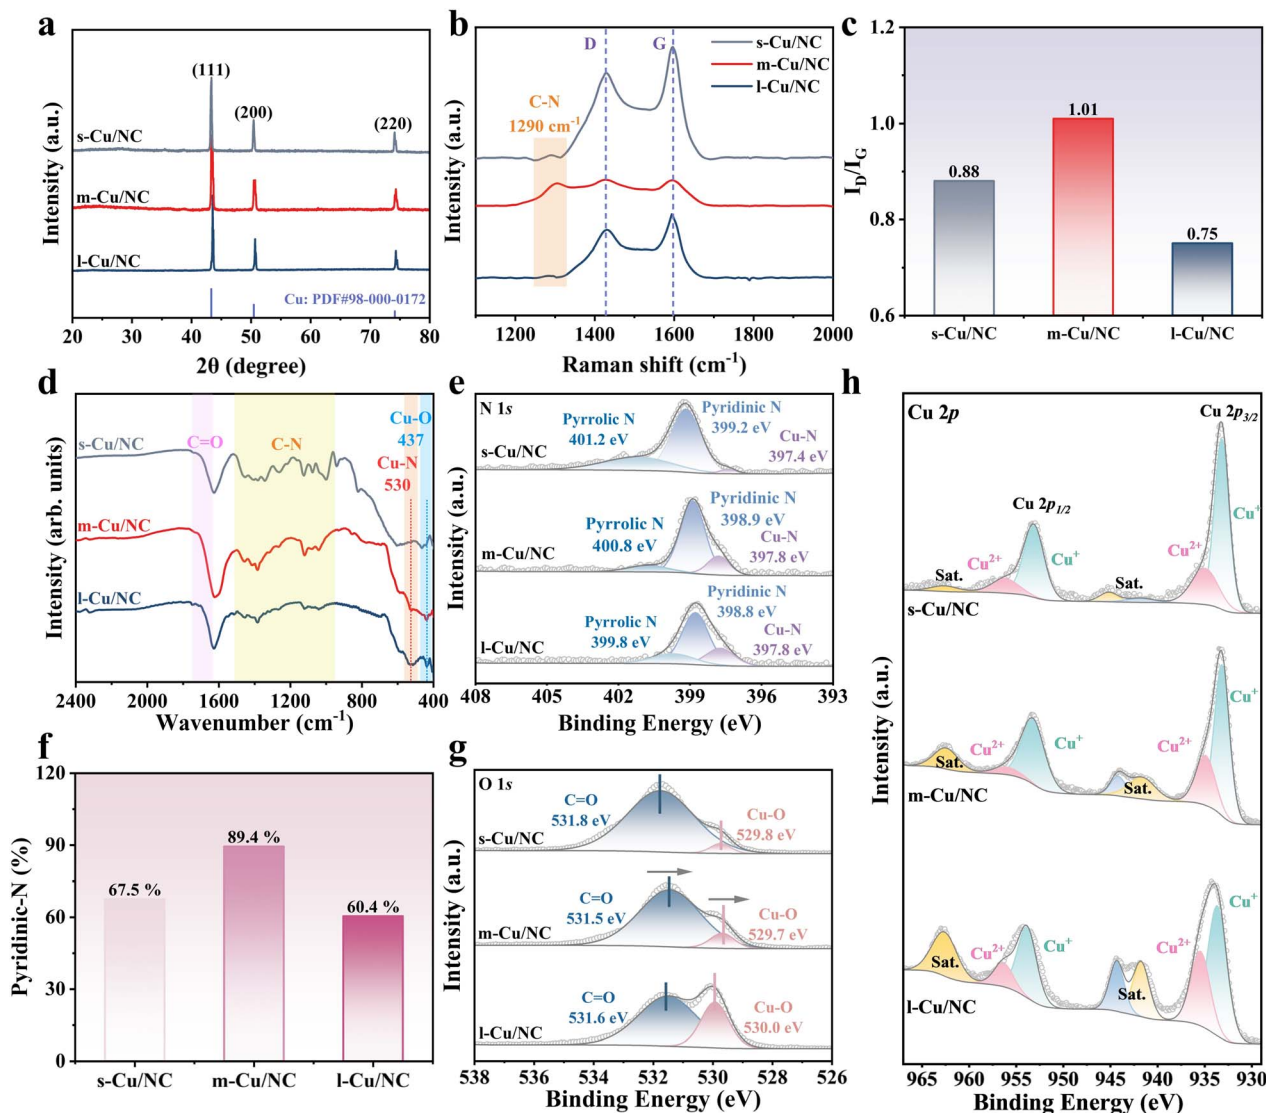 a
(111)
(200)
(220)
s-Cu/NC
m-Cu/NC
l-Cu/NC
Cu: PDF#98-000-0172
Intensity (a.u.)
20 30 40 50 60 70 80
2θ (degree)
b
D
G
s-Cu/NC
m-Cu/NC
l-Cu/NC
C-N
1290 cm⁻¹
Intensity (a.u.)
1200 1400 1600 1800 2000
Raman shift (cm⁻¹)
c
1.2
1.0
0.8
0.6
I_D/I_G
0.88
1.01
0.75
s-Cu/NC m-Cu/NC l-Cu/NC
d
s-Cu/NC
m-Cu/NC
l-Cu/NC
C=O
C-N
Cu-O
437
Cu-N
530
Intensity (arb. units)
2400 2000 1600 1200 800 400
Wavenumber (cm⁻¹)
e
N 1s
s-Cu/NC
Pyrrolic N
401.2 eV
Pyridinic N
399.2 eV
Cu-N
397.4 eV
m-Cu/NC
Pyrrolic N
400.8 eV
Pyridinic N
398.9 eV
Cu-N
397.8 eV
l-Cu/NC
Pyrrolic N
399.8 eV
Pyridinic N
398.8 eV
Cu-N
397.8 eV
Intensity (a.u.)
408 405 402 399 396 393
Binding Energy (eV)
f
120
90
60
30
0
Pyridinic-N (%)
67.5 %
89.4 %
60.4 %
s-Cu/NC m-Cu/NC l-Cu/NC
g
O 1s
s-Cu/NC
C=O
531.8 eV
Cu-O
529.8 eV
m-Cu/NC
C=O
531.5 eV
Cu-O
529.7 eV
l-Cu/NC
C=O
531.6 eV
Cu-O
530.0 eV
Intensity (a.u.)
538 536 534 532 530 528 526
Binding Energy (eV)
h
Cu 2p
Cu 2p₃/₂
Cu 2p₁/₂
Cu⁺
Cu²⁺
Cu²⁺
Cu⁺
Sat.
Sat.
s-Cu/NC
Cu⁺
Cu²⁺
Cu⁺
Cu²⁺
Sat.
Sat.
m-Cu/NC
Cu⁺
Cu²⁺
Cu⁺
Cu²⁺
Sat.
Sat.
l-Cu/NC
Intensity (a.u.)
965 960 955 950 945 940 935 930
Binding Energy (eV)